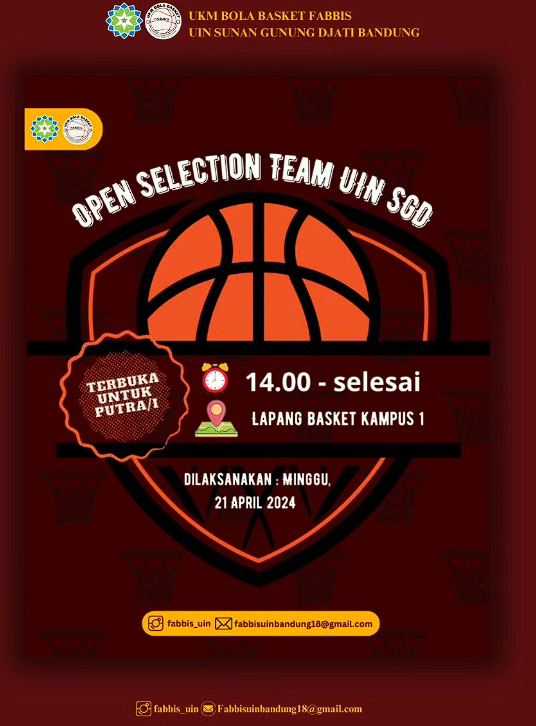 UKM BOLA BASKET FABBIS
UIN SUNAN GUNUNG DJATI BANDUNG
OPEN SELECTION TEAM UIN SGD
TERBUKA
UNTUK
PUTRA/I
14.00 - selesai
LAPANG BASKET KAMPUS 1
DILAKSANAKAN : MINGGU,
21 APRIL 2024
fabbis_uin fabbisuinbandung18@gmail.com
fabbis_uin Fabbisuinbandung18@gmail.com